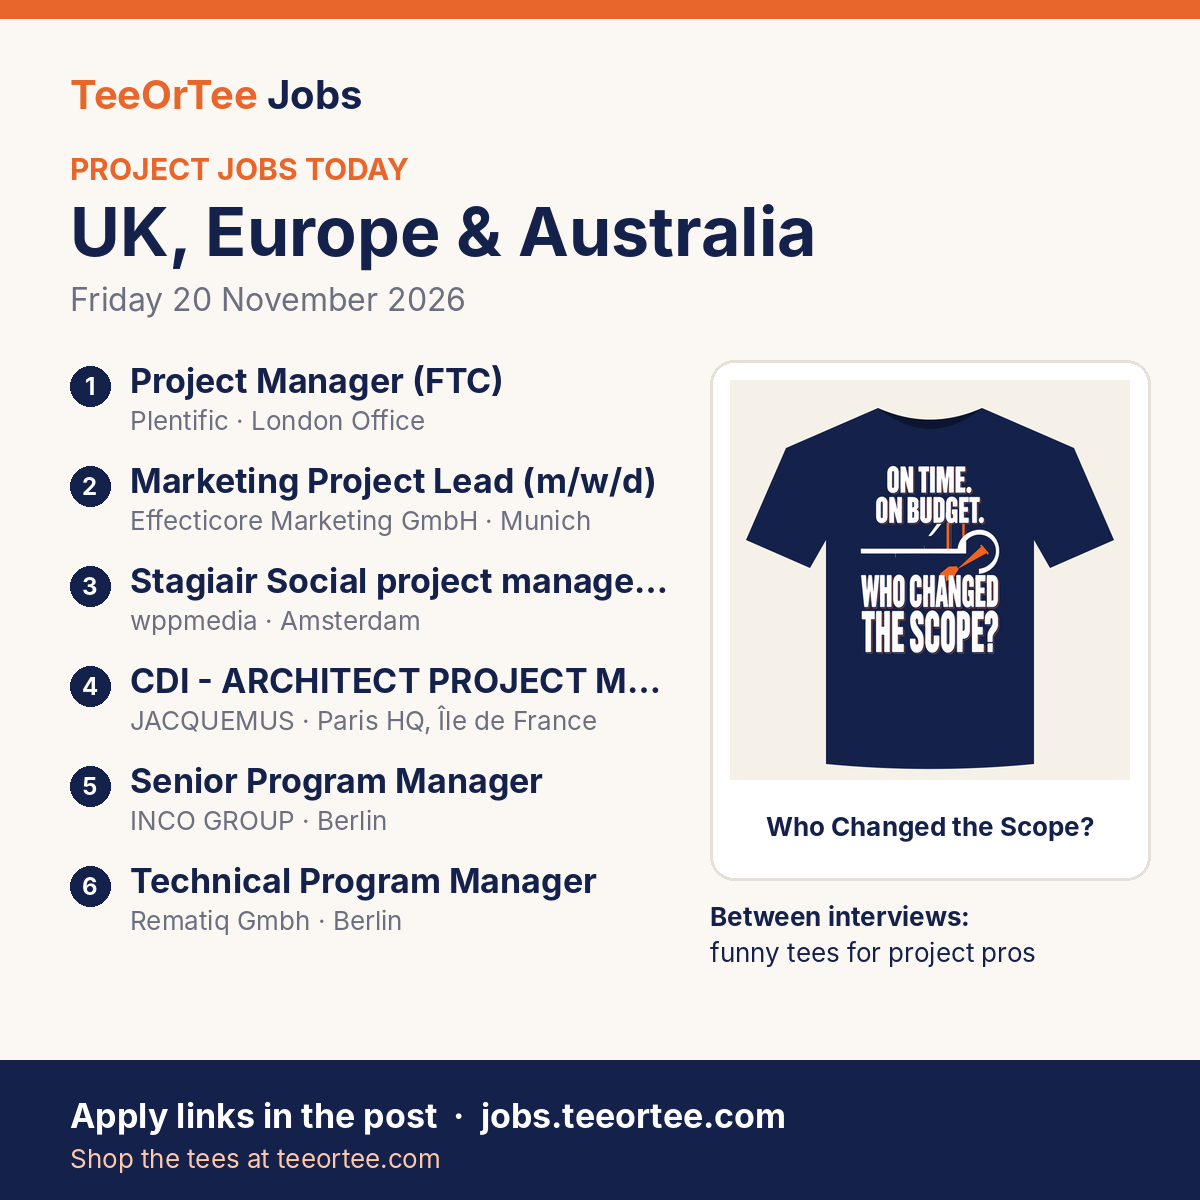 TeeOrTee Jobs
PROJECT JOBS TODAY
UK, Europe & Australia
Friday 20 November 2026
1 Project Manager (FTC)
Plentific · London Office
2 Marketing Project Lead (m/w/d)
Effecticore Marketing GmbH · Munich
3 Stagiair Social project manage...
wppmedia · Amsterdam
4 CDI - ARCHITECT PROJECT M...
JACQUEMUS · Paris HQ, Île de France
5 Senior Program Manager
INCO GROUP · Berlin
6 Technical Program Manager
Rematiq Gmbh · Berlin
ON TIME.
ON BUDGET.
WHO CHANGED
THE SCOPE?
Who Changed the Scope?
Between interviews:
funny tees for project pros
Apply links in the post · jobs.teeortee.com
Shop the tees at teeortee.com